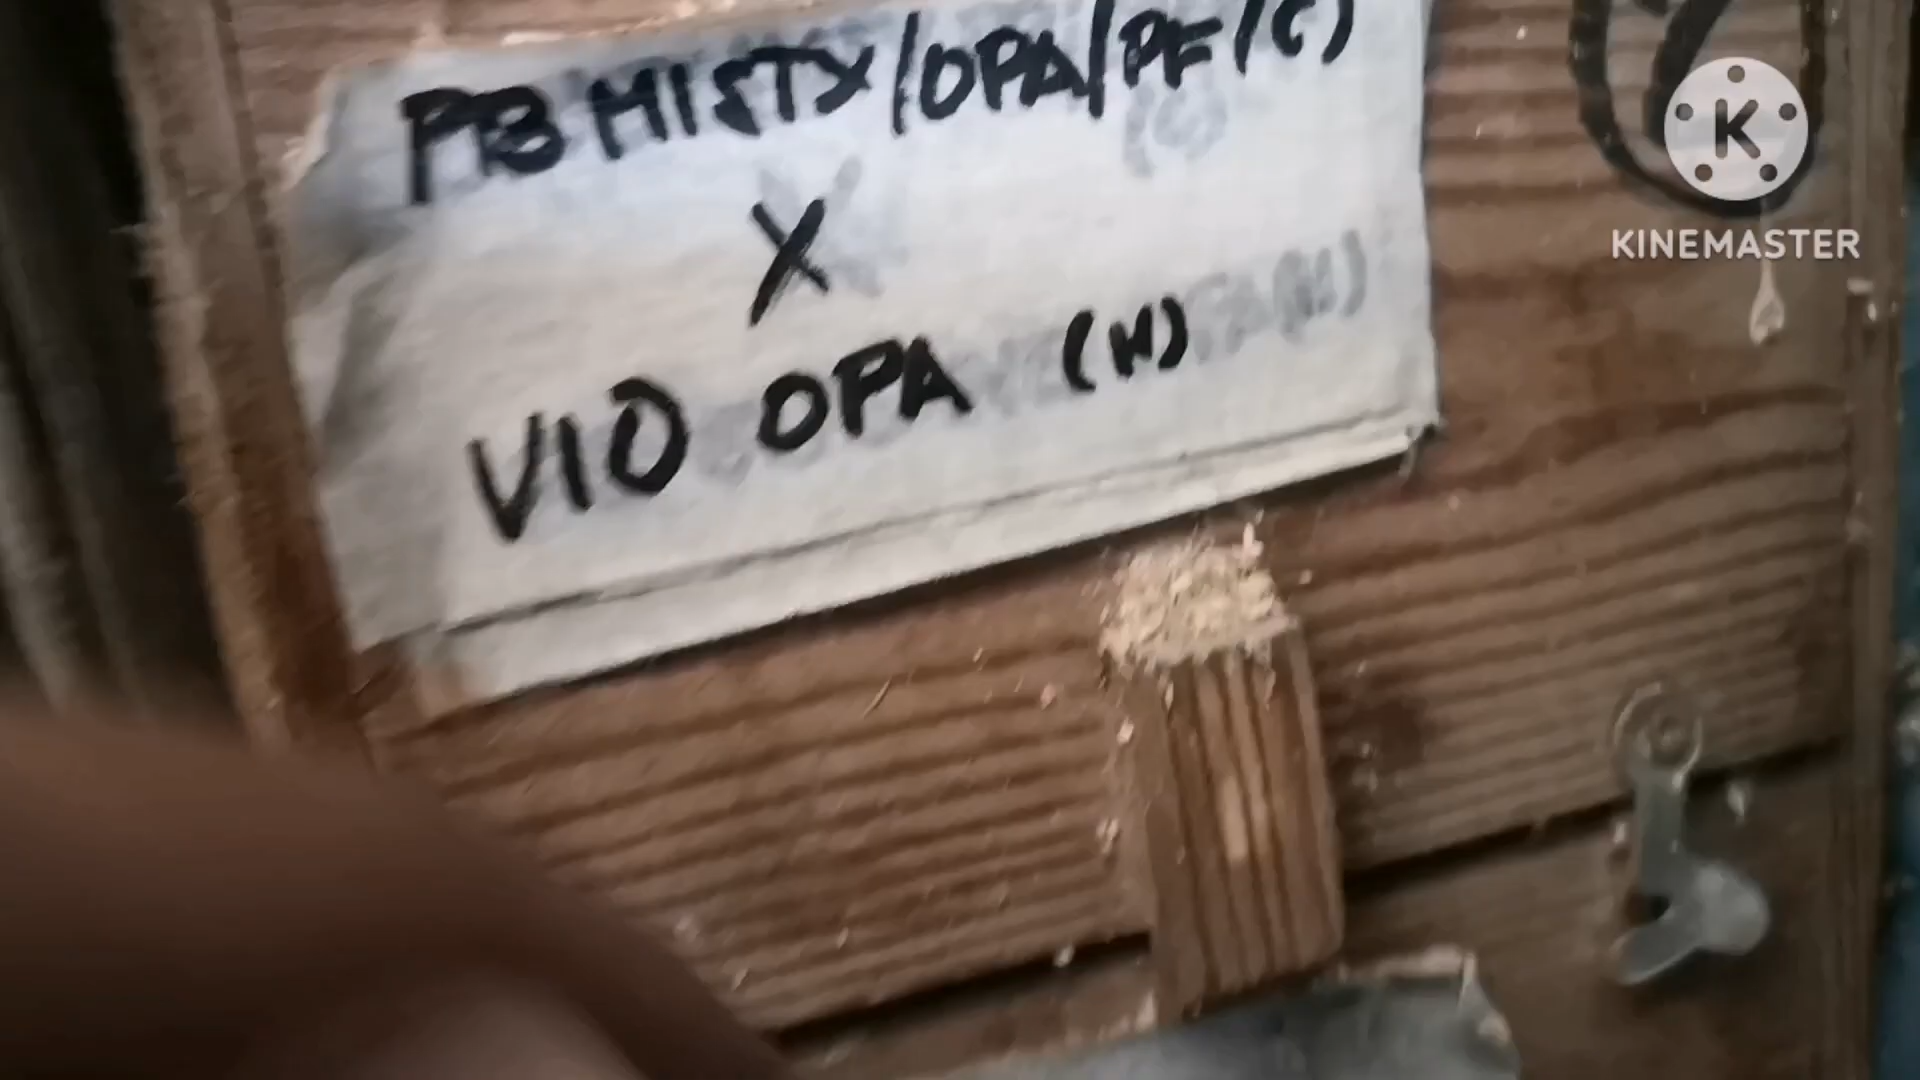 PB MISTY/OPA/PF/(C)
X
VIO OPA (H)
K
KINEMASTER